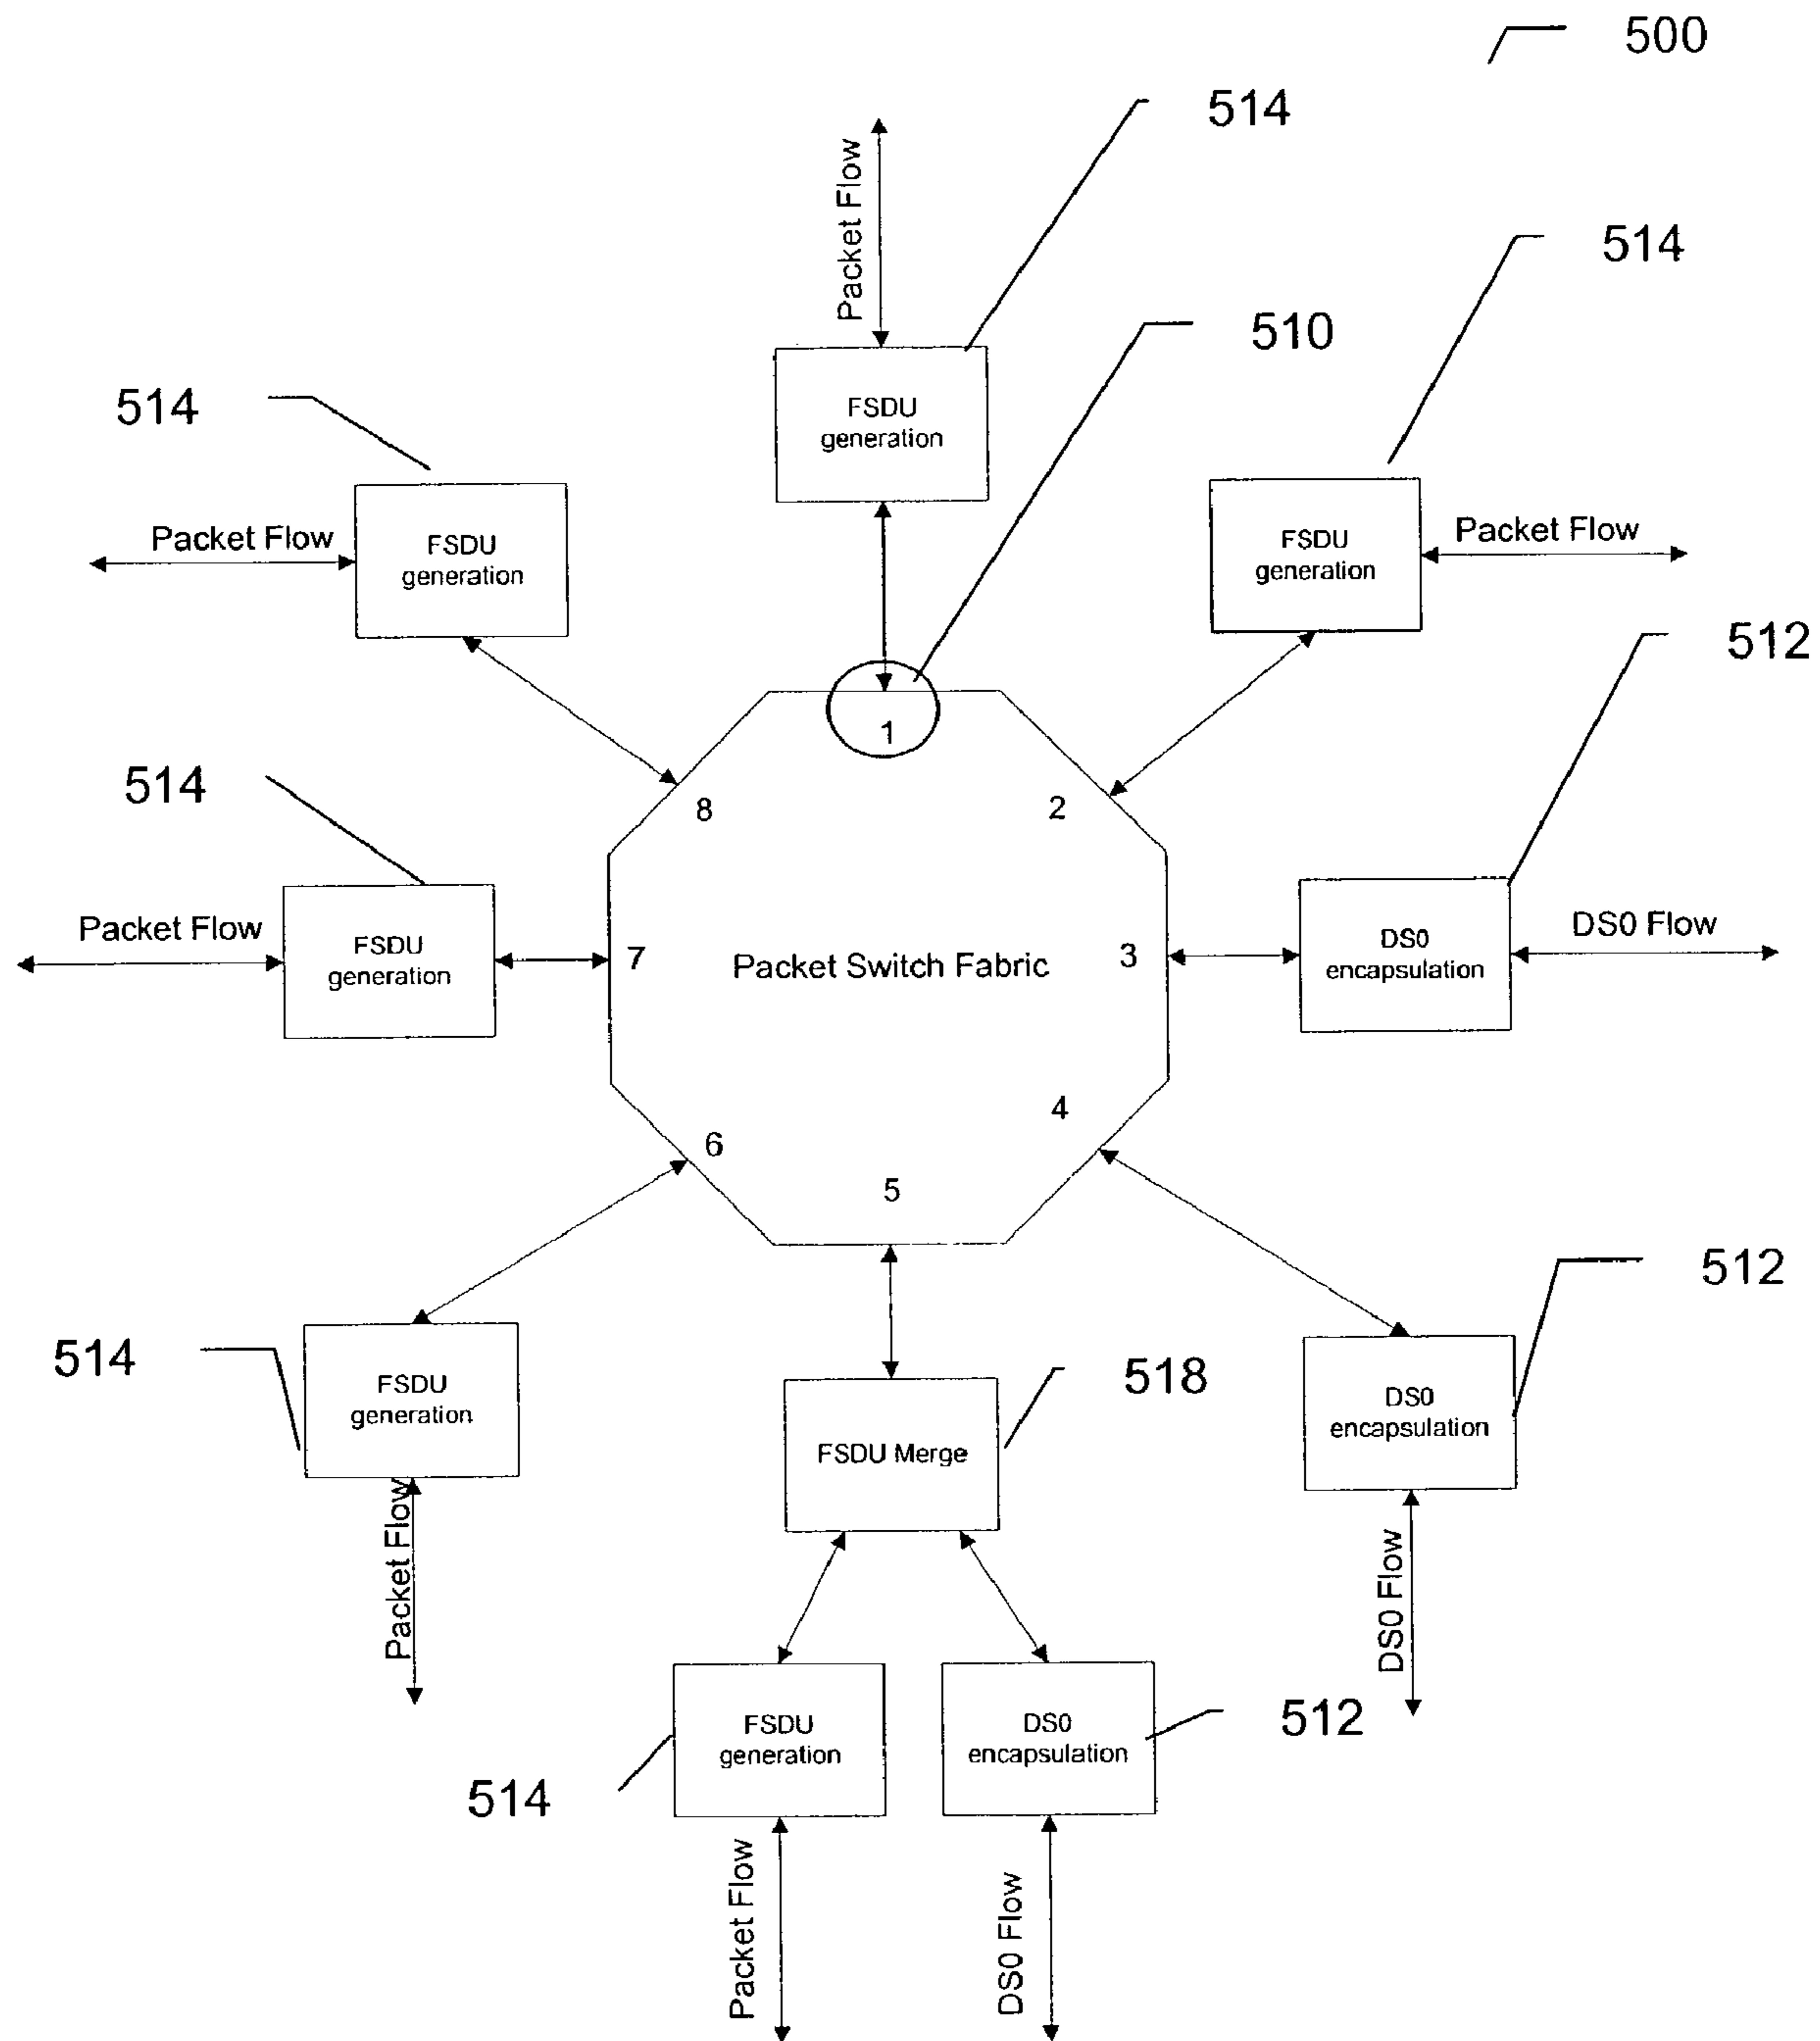 500
514
Packet Flow
514
510
FSDU
generation
514
Packet Flow
FSDU
generation
FSDU
generation
Packet Flow
512
1
8
2
514
Packet Flow
FSDU
generation
7
Packet Switch Fabric
3
DS0
encapsulation
DS0 Flow
4
6
5
512
514
FSDU
generation
518
FSDU Merge
DS0
encapsulation
Packet Flow
DS0 Flow
FSDU
generation
DS0
encapsulation
512
514
Packet Flow
DS0 Flow